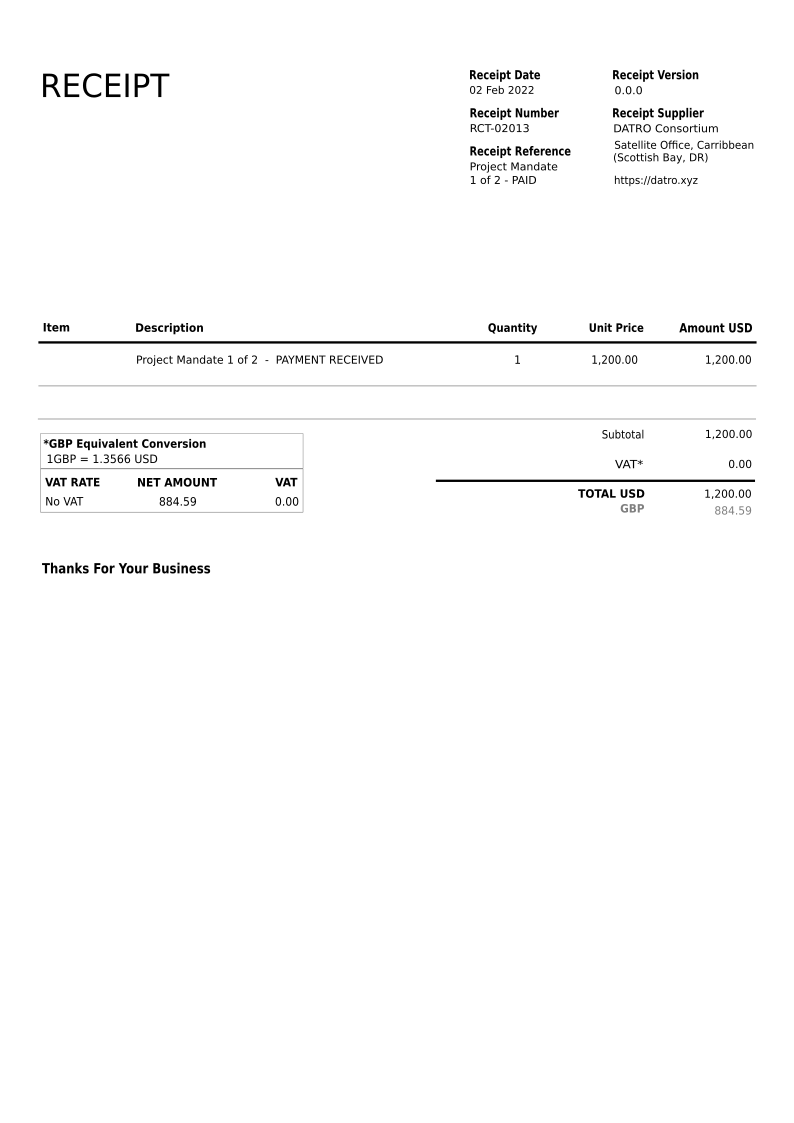 RECEIPT
Receipt Date
02 Feb 2022
Receipt Number
RCT-02013
Receipt Reference
Project Mandate
1 of 2 - PAID
Receipt Version
0.0.0
Receipt Supplier
DATRO Consortium
Satellite Office, Carribbean
(Scottish Bay, DR)
https://datro.xyz
Item Description Quantity Unit Price Amount USD
Project Mandate 1 of 2 - PAYMENT RECEIVED 1 1,200.00 1,200.00
*GBP Equivalent Conversion
1GBP = 1.3566 USD
VAT RATE NET AMOUNT VAT
No VAT 884.59 0.00
Subtotal 1,200.00
VAT* 0.00
TOTAL USD 1,200.00
GBP 884.59
Thanks For Your Business